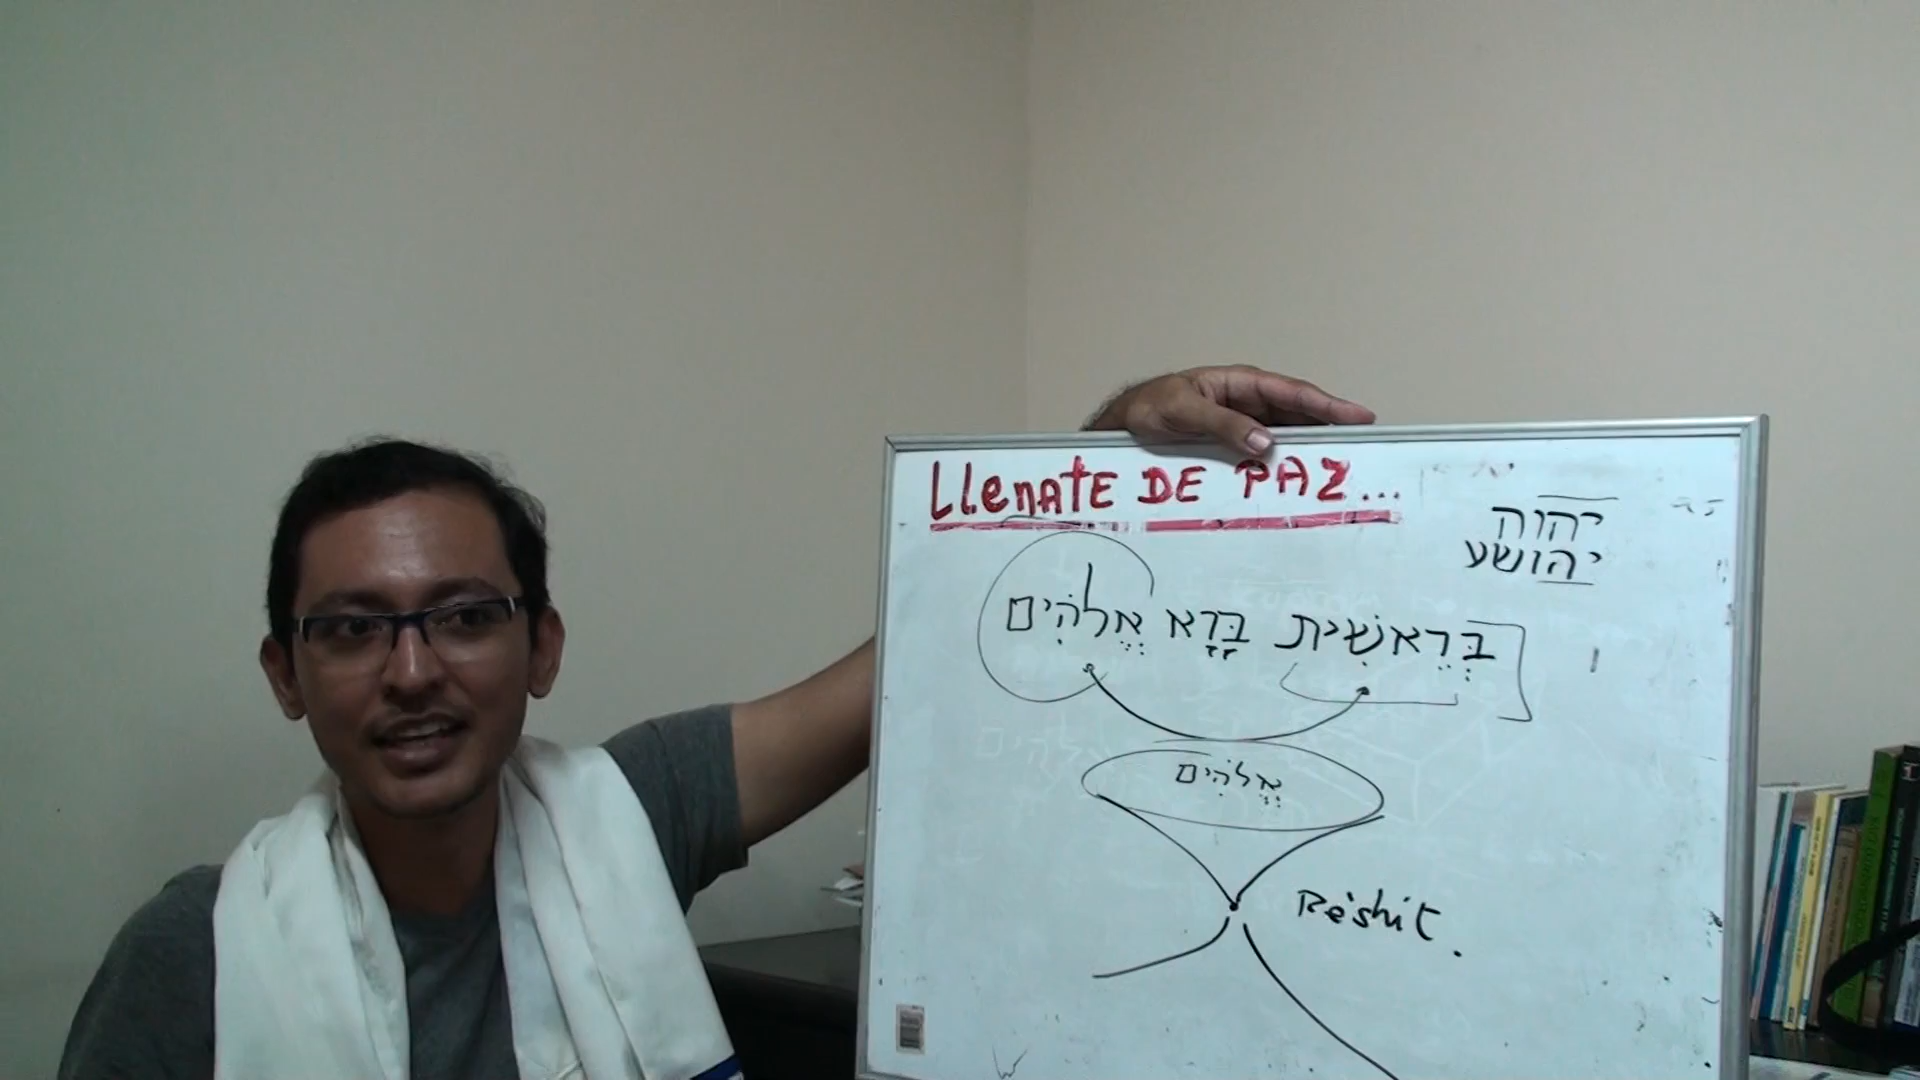 LLENATE DE PAZ...
יהוה
יהושע
בְּרֵאשִׁית בָּרָא אֱלֹהִים
אֱלֹהִים
Re'shit.